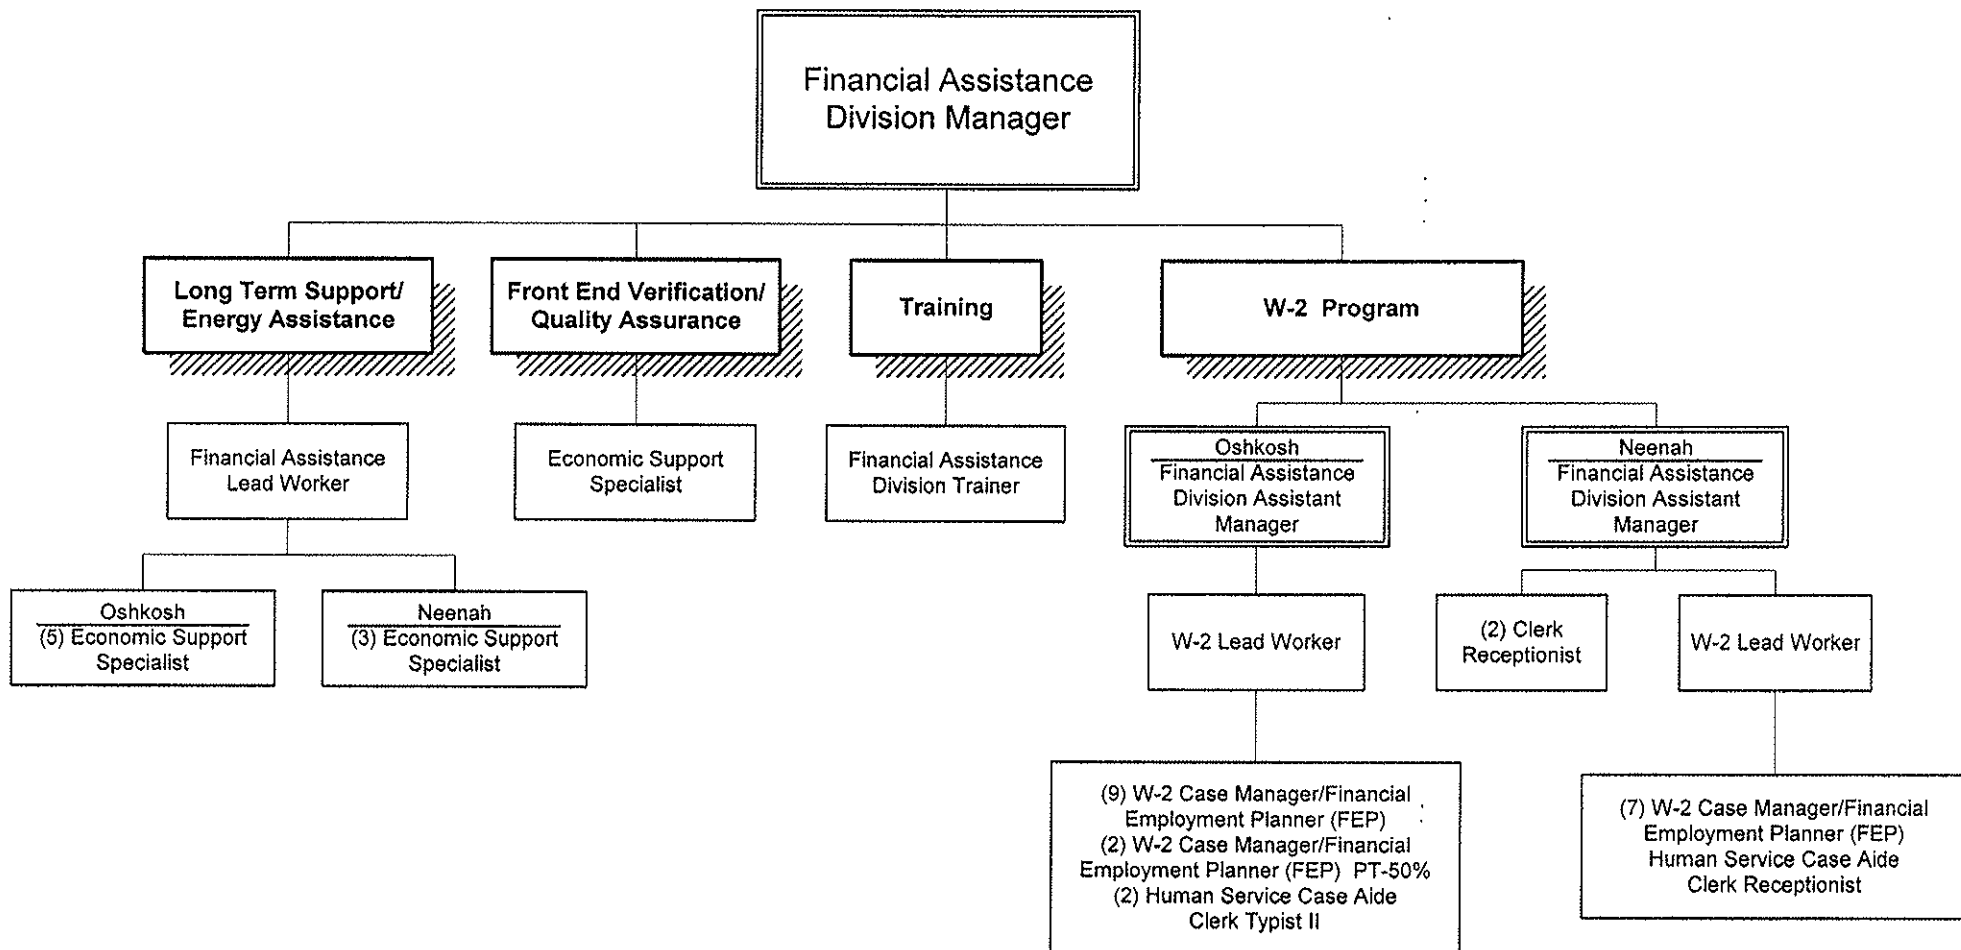 Financial Assistance
Division Manager
Long Term Support/
Energy Assistance
Front End Verification/
Quality Assurance
Training
W-2 Program
Financial Assistance
Lead Worker
Economic Support
Specialist
Financial Assistance
Division Trainer
Oshkosh
Financial Assistance
Division Assistant
Manager
Neenah
Financial Assistance
Division Assistant
Manager
Oshkosh
(5) Economic Support
Specialist
Neenah
(3) Economic Support
Specialist
W-2 Lead Worker
(2) Clerk
Receptionist
W-2 Lead Worker
(9) W-2 Case Manager/Financial
Employment Planner (FEP)
(2) W-2 Case Manager/Financial
Employment Planner (FEP) PT-50%
(2) Human Service Case Aide
Clerk Typist II
(7) W-2 Case Manager/Financial
Employment Planner (FEP)
Human Service Case Aide
Clerk Receptionist